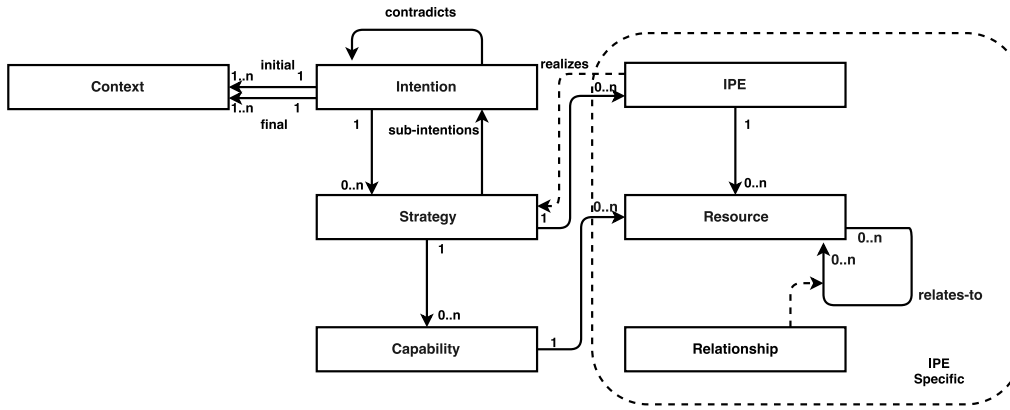 contradicts
initial
realizes
1..n
1
0..n
Context
Intention
IPE
1..n
1
final
1
sub-intentions
1
0..n
0..n
0..n
Strategy
1
Resource
0..n
1
0..n
relates-to
0..n
Capability
1
Relationship
IPE
Specific